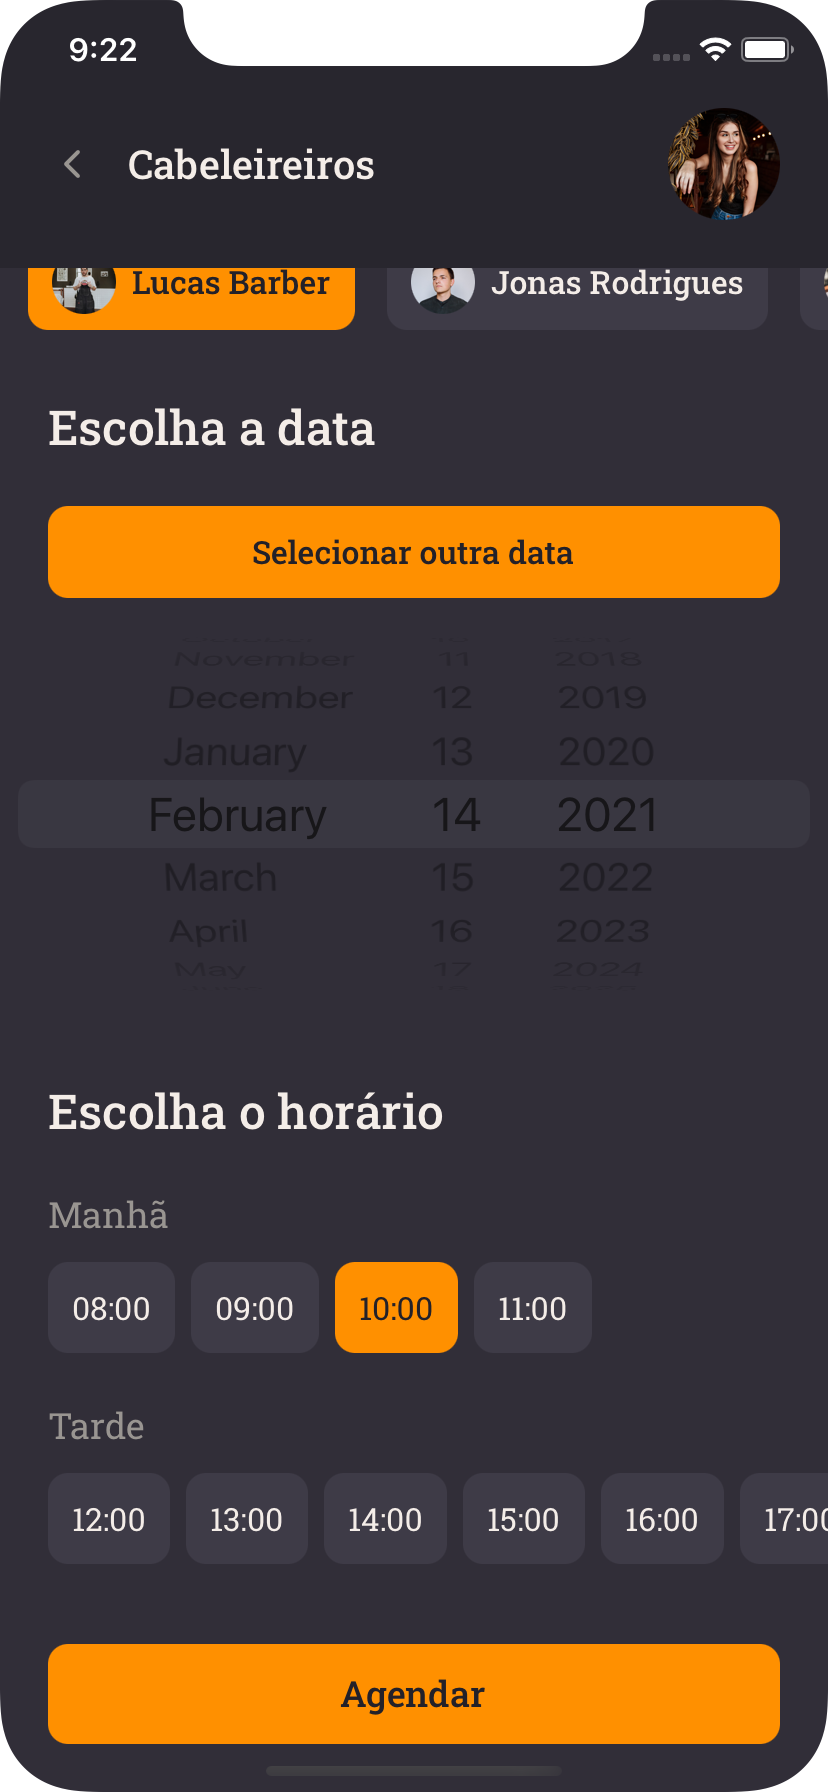 9:22
Cabeleireiros
Lucas Barber Jonas Rodrigues
Escolha a data
Selecionar outra data
November 11 2018
December 12 2019
January 13 2020
February 14 2021
March 15 2022
April 16 2023
May 17 2024
Escolha o horário
Manhã
08:00 09:00 10:00 11:00
Tarde
12:00 13:00 14:00 15:00 16:00 17:00
Agendar